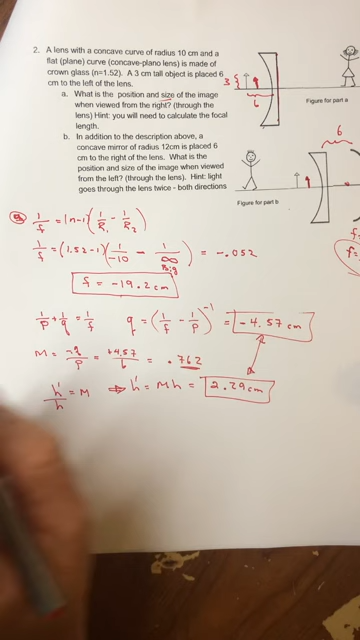 2. A lens with a concave curve of radius 10 cm and a
flat (plane) curve (concave-plano lens) is made of
crown glass (n=1.52). A 3 cm tall object is placed 6
cm to the left of the lens.
a. What is the position and size of the image
when viewed from the right? (through the
lens) Hint: you will need to calculate the focal
length.
b. In addition to the description above, a
concave mirror of radius 12cm is placed 6
cm to the right of the lens. What is the
position and size of the image when viewed
from the left? (through the lens). Hint: light
goes through the lens twice - both directions
3
6
Figure for part a
6
Figure for part b
f=
f=
a
1/f = (n-1)(1/R1 - 1/R2)
1/f = (1.52-1)(1/-10 - 1/∞) = -.052
f = -19.2 cm
1/p + 1/q = 1/f q = (1/f - 1/p)^-1 = -4.57 cm
M = -q/p = +4.57/6 = .762
h'/h = M ⇒ h' = Mh = 2.29cm